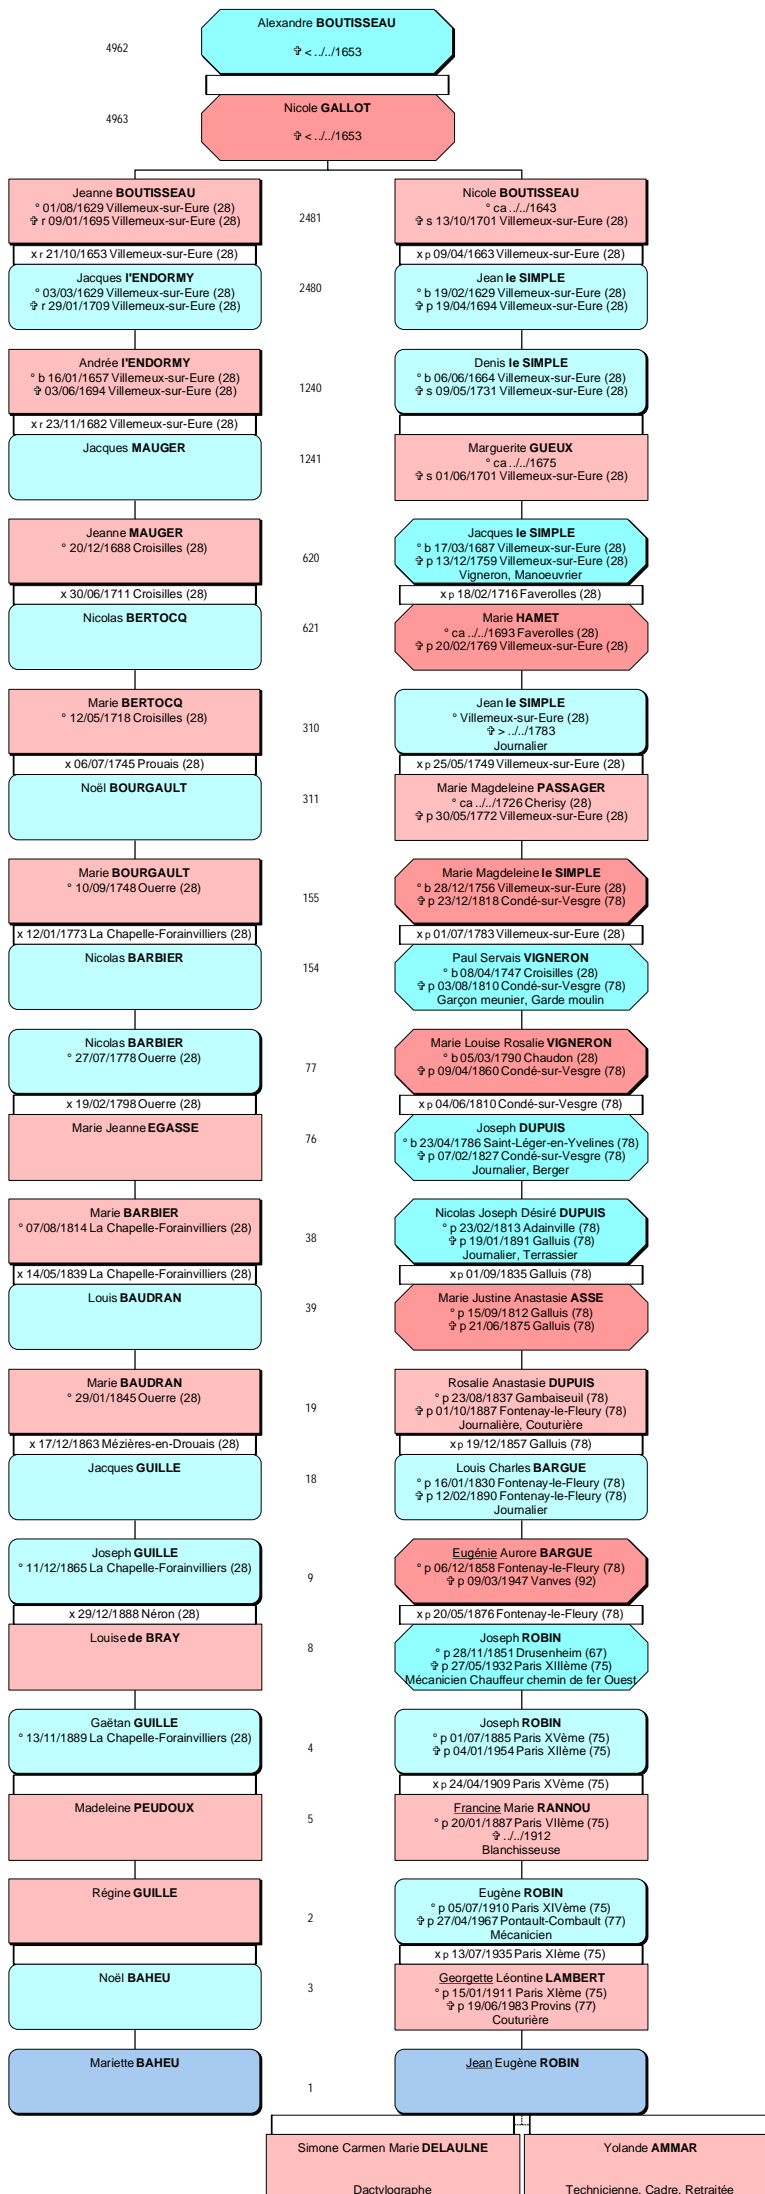 Alexandre BOUTISSEAU
✞ < ../../1653
4962
Nicole GALLOT
✞ < ../../1653
4963
Jeanne BOUTISSEAU
° 01/08/1629 Villemeux-sur-Eure (28)
✞ r 09/01/1695 Villemeux-sur-Eure (28)
x r 21/10/1653 Villemeux-sur-Eure (28)
Jacques l'ENDORMY
° 03/03/1629 Villemeux-sur-Eure (28)
✞ r 29/01/1709 Villemeux-sur-Eure (28)
2481
2480
Nicole BOUTISSEAU
° ca ../../1643
✞ s 13/10/1701 Villemeux-sur-Eure (28)
x p 09/04/1663 Villemeux-sur-Eure (28)
Jean le SIMPLE
° b 19/02/1629 Villemeux-sur-Eure (28)
✞ p 19/04/1694 Villemeux-sur-Eure (28)
Andrée l'ENDORMY
° b 16/01/1657 Villemeux-sur-Eure (28)
✞ 03/06/1694 Villemeux-sur-Eure (28)
x r 23/11/1682 Villemeux-sur-Eure (28)
Jacques MAUGER
1240
1241
Denis le SIMPLE
° b 06/06/1664 Villemeux-sur-Eure (28)
✞ s 09/05/1731 Villemeux-sur-Eure (28)
Marguerite GUEUX
° ca ../../1675
✞ s 01/06/1701 Villemeux-sur-Eure (28)
Jeanne MAUGER
° 20/12/1688 Croisilles (28)
x 30/06/1711 Croisilles (28)
Nicolas BERTOCQ
620
621
Jacques le SIMPLE
° b 17/03/1687 Villemeux-sur-Eure (28)
✞ p 13/12/1759 Villemeux-sur-Eure (28)
Vigneron, Manoeuvrier
x p 18/02/1716 Faverolles (28)
Marie HAMET
° ca ../../1693 Faverolles (28)
✞ p 20/02/1769 Villemeux-sur-Eure (28)
Marie BERTOCQ
° 12/05/1718 Croisilles (28)
x 06/07/1745 Prouais (28)
Noël BOURGAULT
310
311
Jean le SIMPLE
° Villemeux-sur-Eure (28)
✞ > ../../1783
Journalier
x p 25/05/1749 Villemeux-sur-Eure (28)
Marie Magdeleine PASSAGER
° ca ../../1726 Cherisy (28)
✞ p 30/05/1772 Villemeux-sur-Eure (28)
Marie BOURGAULT
° 10/09/1748 Ouerre (28)
x 12/01/1773 La Chapelle-Forainvilliers (28)
Nicolas BARBIER
155
154
Marie Magdeleine le SIMPLE
° b 28/12/1756 Villemeux-sur-Eure (28)
✞ p 23/12/1818 Condé-sur-Vesgre (78)
x p 01/07/1783 Villemeux-sur-Eure (28)
Paul Servais VIGNERON
° b 08/04/1747 Croisilles (28)
✞ p 03/08/1810 Condé-sur-Vesgre (78)
Garçon meunier, Garde moulin
Nicolas BARBIER
° 27/07/1778 Ouerre (28)
x 19/02/1798 Ouerre (28)
Marie Jeanne EGASSE
77
76
Marie Louise Rosalie VIGNERON
° b 05/03/1790 Chaudon (28)
✞ p 09/04/1860 Condé-sur-Vesgre (78)
x p 04/06/1810 Condé-sur-Vesgre (78)
Joseph DUPUIS
° b 23/04/1786 Saint-Léger-en-Yvelines (78)
✞ p 07/02/1827 Condé-sur-Vesgre (78)
Journalier, Berger
Marie BARBIER
° 07/08/1814 La Chapelle-Forainvilliers (28)
x 14/05/1839 La Chapelle-Forainvilliers (28)
Louis BAUDRAN
38
39
Nicolas Joseph Désiré DUPUIS
° p 23/02/1813 Adainville (78)
✞ p 19/01/1891 Galluis (78)
Journalier, Terrassier
x p 01/09/1835 Galluis (78)
Marie Justine Anastasie ASSE
° p 15/09/1812 Galluis (78)
✞ p 21/06/1875 Galluis (78)
Marie BAUDRAN
° 29/01/1845 Ouerre (28)
x 17/12/1863 Mézières-en-Drouais (28)
Jacques GUILLE
19
18
Rosalie Anastasie DUPUIS
° p 23/08/1837 Gambaiseuil (78)
✞ p 01/10/1887 Fontenay-le-Fleury (78)
Journalière, Couturière
x p 19/12/1857 Galluis (78)
Louis Charles BARGUE
° p 16/01/1830 Fontenay-le-Fleury (78)
✞ p 12/02/1890 Fontenay-le-Fleury (78)
Journalier
Joseph GUILLE
° 11/12/1865 La Chapelle-Forainvilliers (28)
x 29/12/1888 Néron (28)
Louise de BRAY
9
8
Eugénie Aurore BARGUE
° p 06/12/1858 Fontenay-le-Fleury (78)
✞ p 09/03/1947 Vanves (92)
x p 20/05/1876 Fontenay-le-Fleury (78)
Joseph ROBIN
° p 28/11/1851 Drusenheim (67)
✞ p 27/05/1932 Paris XIIIème (75)
Mécanicien Chauffeur chemin de fer Ouest
Gaëtan GUILLE
° 13/11/1889 La Chapelle-Forainvilliers (28)
Madeleine PEUDOUX
4
5
Joseph ROBIN
° p 01/07/1885 Paris XVème (75)
✞ p 04/01/1954 Paris XIIème (75)
x p 24/04/1909 Paris XVème (75)
Francine Marie RANNOU
° p 20/01/1887 Paris VIIème (75)
✞ ../../1912
Blanchisseuse
Régine GUILLE
Noël BAHEU
2
3
Eugène ROBIN
° p 05/07/1910 Paris XIVème (75)
✞ p 27/04/1967 Pontault-Combault (77)
Mécanicien
x p 13/07/1935 Paris XIème (75)
Georgette Léontine LAMBERT
° p 15/01/1911 Paris XIème (75)
✞ p 19/06/1983 Provins (77)
Couturière
Mariette BAHEU
1
Jean Eugène ROBIN
Simone Carmen Marie DELAULNE
Dactylographe
Yolande AMMAR
Technicienne, Cadre, Retraitée